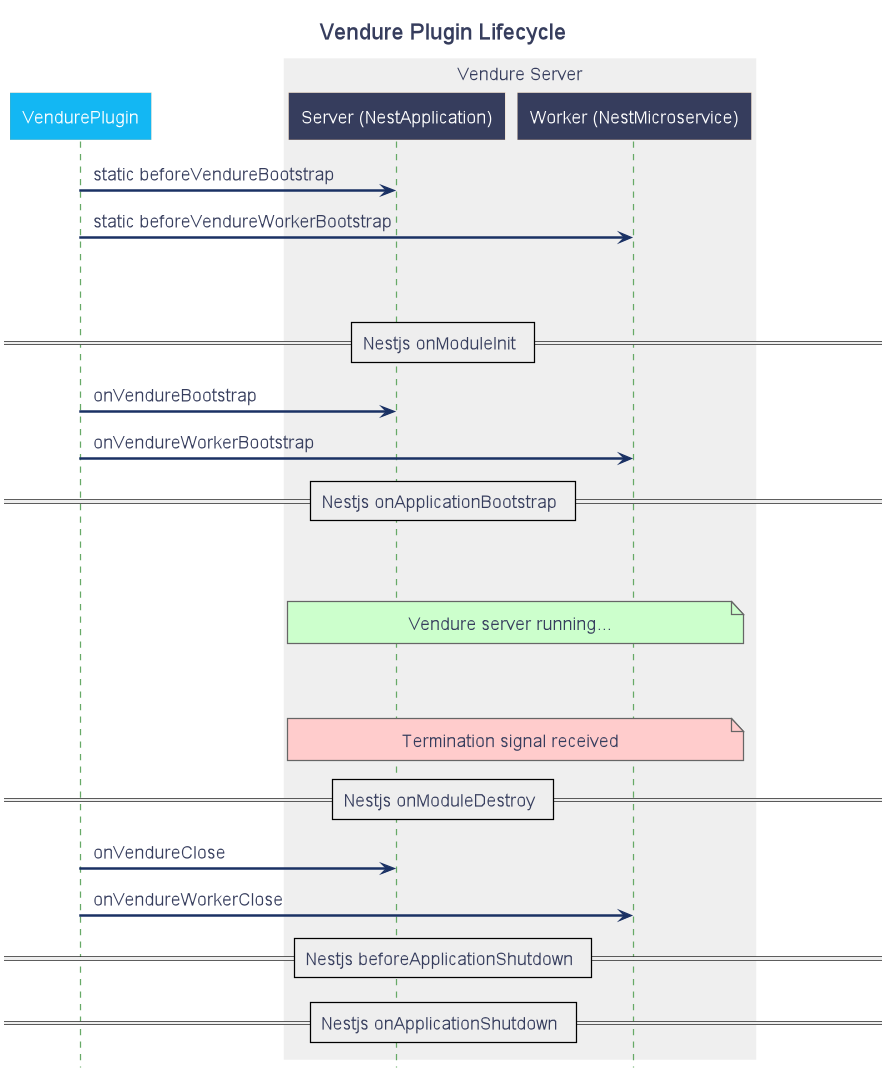 Vendure Plugin Lifecycle
Vendure Server
VendurePlugin
Server (NestApplication)
Worker (NestMicroservice)
static beforeVendureBootstrap
static beforeVendureWorkerBootstrap
Nestjs onModuleInit
onVendureBootstrap
onVendureWorkerBootstrap
Nestjs onApplicationBootstrap
Vendure server running...
Termination signal received
Nestjs onModuleDestroy
onVendureClose
onVendureWorkerClose
Nestjs beforeApplicationShutdown
Nestjs onApplicationShutdown